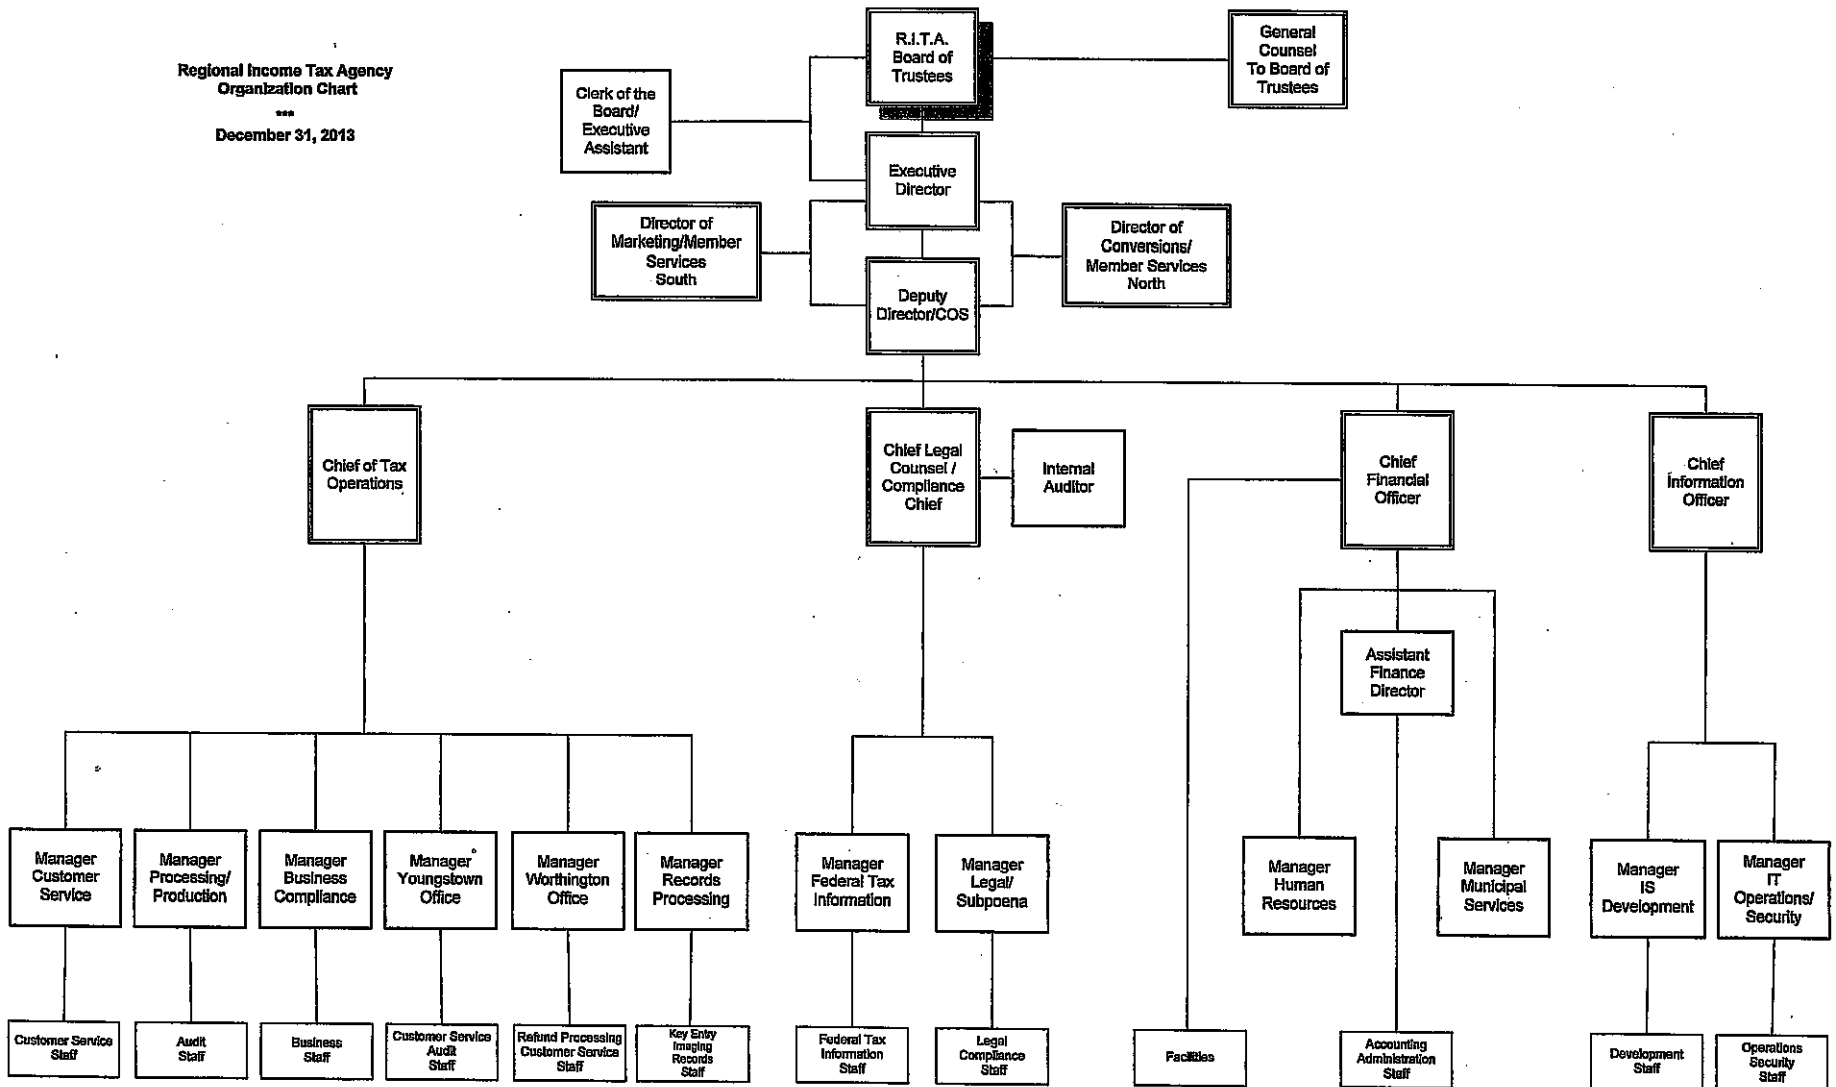 Regional Income Tax Agency
Organization Chart
***
December 31, 2013
R.I.T.A.
Board of
Trustees
General
Counsel
To Board of
Trustees
Clerk of the
Board/
Executive
Assistant
Executive
Director
Director of
Marketing/Member
Services
South
Director of
Conversions/
Member Services
North
Deputy
Director/COS
Chief of Tax
Operations
Chief Legal
Counsel /
Compliance
Chief
Internal
Auditor
Chief
Financial
Officer
Chief
Information
Officer
Assistant
Finance
Director
Manager
Customer
Service
Manager
Processing/
Production
Manager
Business
Compliance
Manager
Youngstown
Office
Manager
Worthington
Office
Manager
Records
Processing
Manager
Federal Tax
Information
Manager
Legal/
Subpoena
Manager
Human
Resources
Manager
Municipal
Services
Manager
IS
Development
Manager
IT
Operations/
Security
Customer Service
Staff
Audit
Staff
Business
Staff
Customer Service
Audit
Staff
Refund Processing
Customer Service
Staff
Key Entry
Imaging
Records
Staff
Federal Tax
Information
Staff
Legal
Compliance
Staff
Facilities
Accounting
Administration
Staff
Development
Staff
Operations
Security
Staff